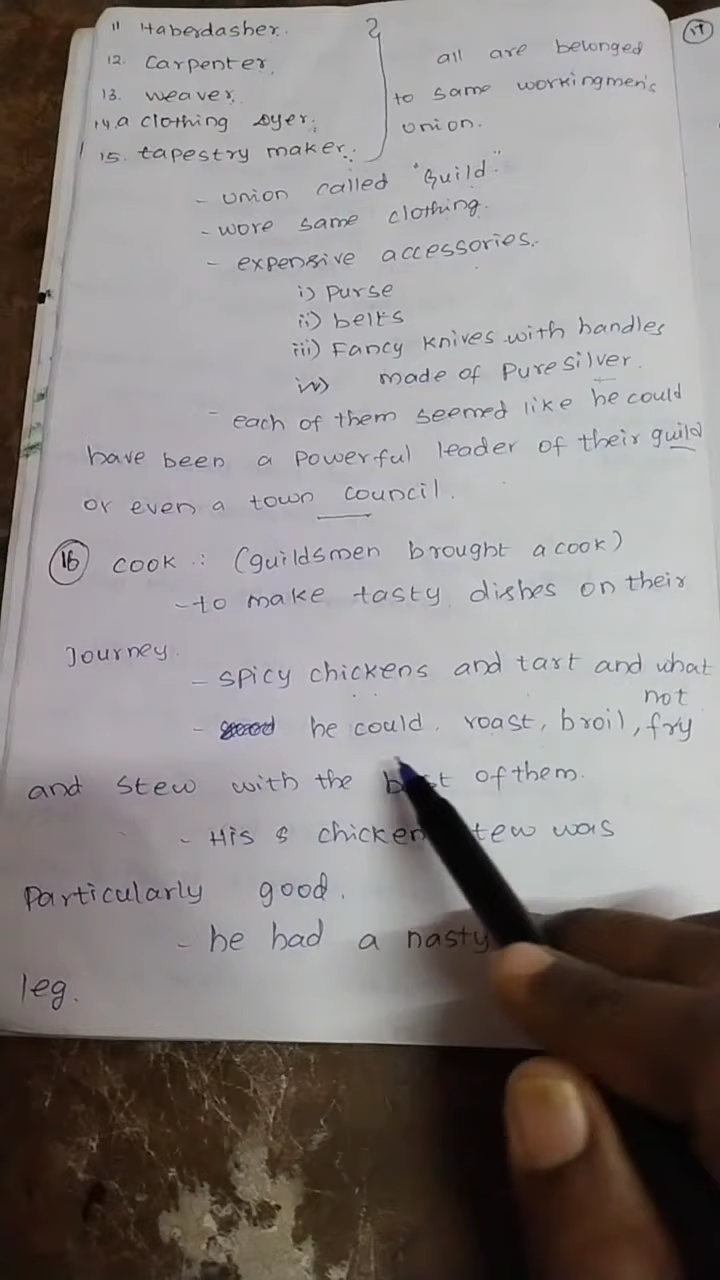 11 Haberdasher.
12. Carpenter.
13. weaver.
14. a clothing Dyer.
15. tapestry maker.
all are belonged
to same workingmen's
union.
- union called "Guild."
- wore same clothing.
- expensive accessories.
i) purse
ii) belts
iii) Fancy knives with handles
iv) made of Pure silver.
- each of them seemed like he could
have been a powerful leader of their guild
or even a town council.
16 COOK : (guildsmen brought a cook)
- to make tasty dishes on their
Journey.
- spicy chickens and tart and what
not
- he could roast, broil, fry
and stew with the of them.
- His chicken was
Particularly good.
- he had a nasty
leg.
17